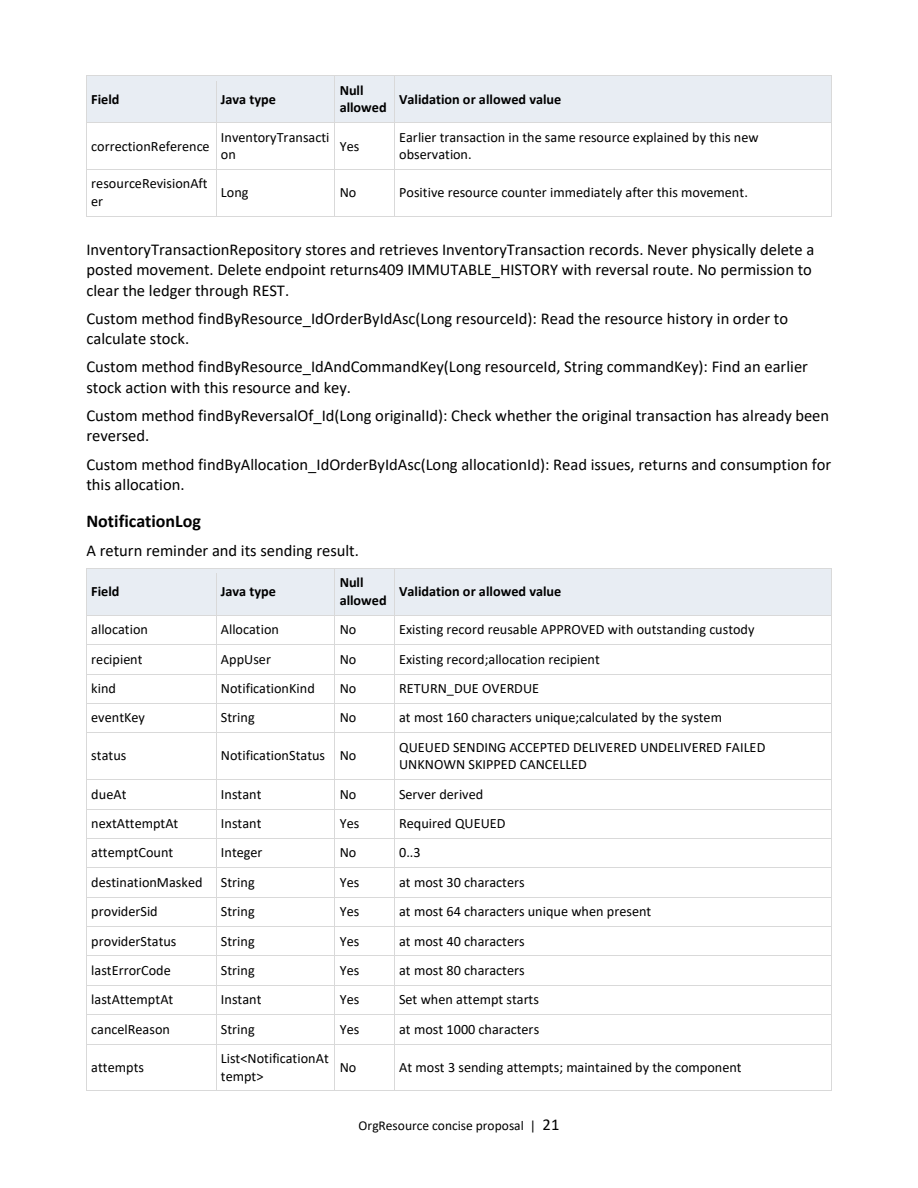 Field Java type Null allowed Validation or allowed value
correctionReference InventoryTransacti Yes Earlier transaction in the same resource explained by this new
on observation.
resourceRevisionAft Long No Positive resource counter immediately after this movement.
er
InventoryTransactionRepository stores and retrieves InventoryTransaction records. Never physically delete a
posted movement. Delete endpoint returns409 IMMUTABLE_HISTORY with reversal route. No permission to
clear the ledger through REST.
Custom method findByResource_IdOrderByIdAsc(Long resourceId): Read the resource history in order to
calculate stock.
Custom method findByResource_IdAndCommandKey(Long resourceId, String commandKey): Find an earlier
stock action with this resource and key.
Custom method findByReversalOf_Id(Long originalId): Check whether the original transaction has already been
reversed.
Custom method findByAllocation_IdOrderByIdAsc(Long allocationId): Read issues, returns and consumption for
this allocation.
NotificationLog
A return reminder and its sending result.
Field Java type Null allowed Validation or allowed value
allocation Allocation No Existing record reusable APPROVED with outstanding custody
recipient AppUser No Existing record;allocation recipient
kind NotificationKind No RETURN_DUE OVERDUE
eventKey String No at most 160 characters unique;calculated by the system
status NotificationStatus No QUEUED SENDING ACCEPTED DELIVERED UNDELIVERED FAILED
UNKNOWN SKIPPED CANCELLED
dueAt Instant No Server derived
nextAttemptAt Instant Yes Required QUEUED
attemptCount Integer No 0..3
destinationMasked String Yes at most 30 characters
providerSid String Yes at most 64 characters unique when present
providerStatus String Yes at most 40 characters
lastErrorCode String Yes at most 80 characters
lastAttemptAt Instant Yes Set when attempt starts
cancelReason String Yes at most 1000 characters
attempts List<NotificationAt No At most 3 sending attempts; maintained by the component
tempt>
OrgResource concise proposal | 21